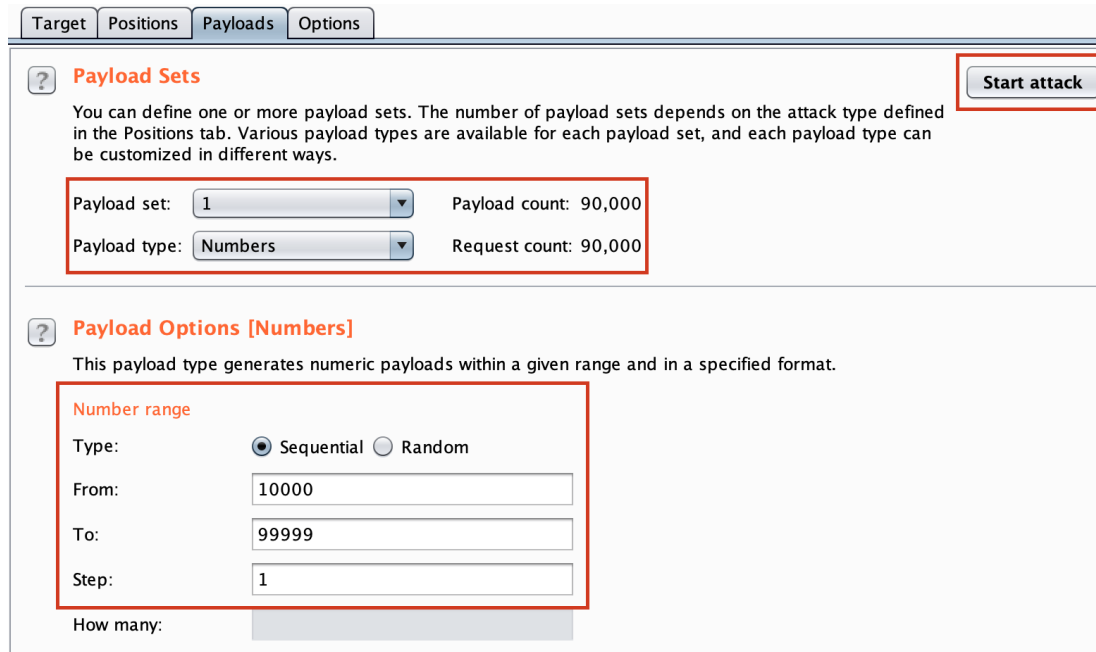 Target Positions Payloads Options
Payload Sets
Start attack
You can define one or more payload sets. The number of payload sets depends on the attack type defined
in the Positions tab. Various payload types are available for each payload set, and each payload type can
be customized in different ways.
Payload set: 1 Payload count: 90,000
Payload type: Numbers Request count: 90,000
? Payload Options [Numbers]
This payload type generates numeric payloads within a given range and in a specified format.
Number range
Type: Sequential Random
From: 10000
To: 99999
Step: 1
How many: